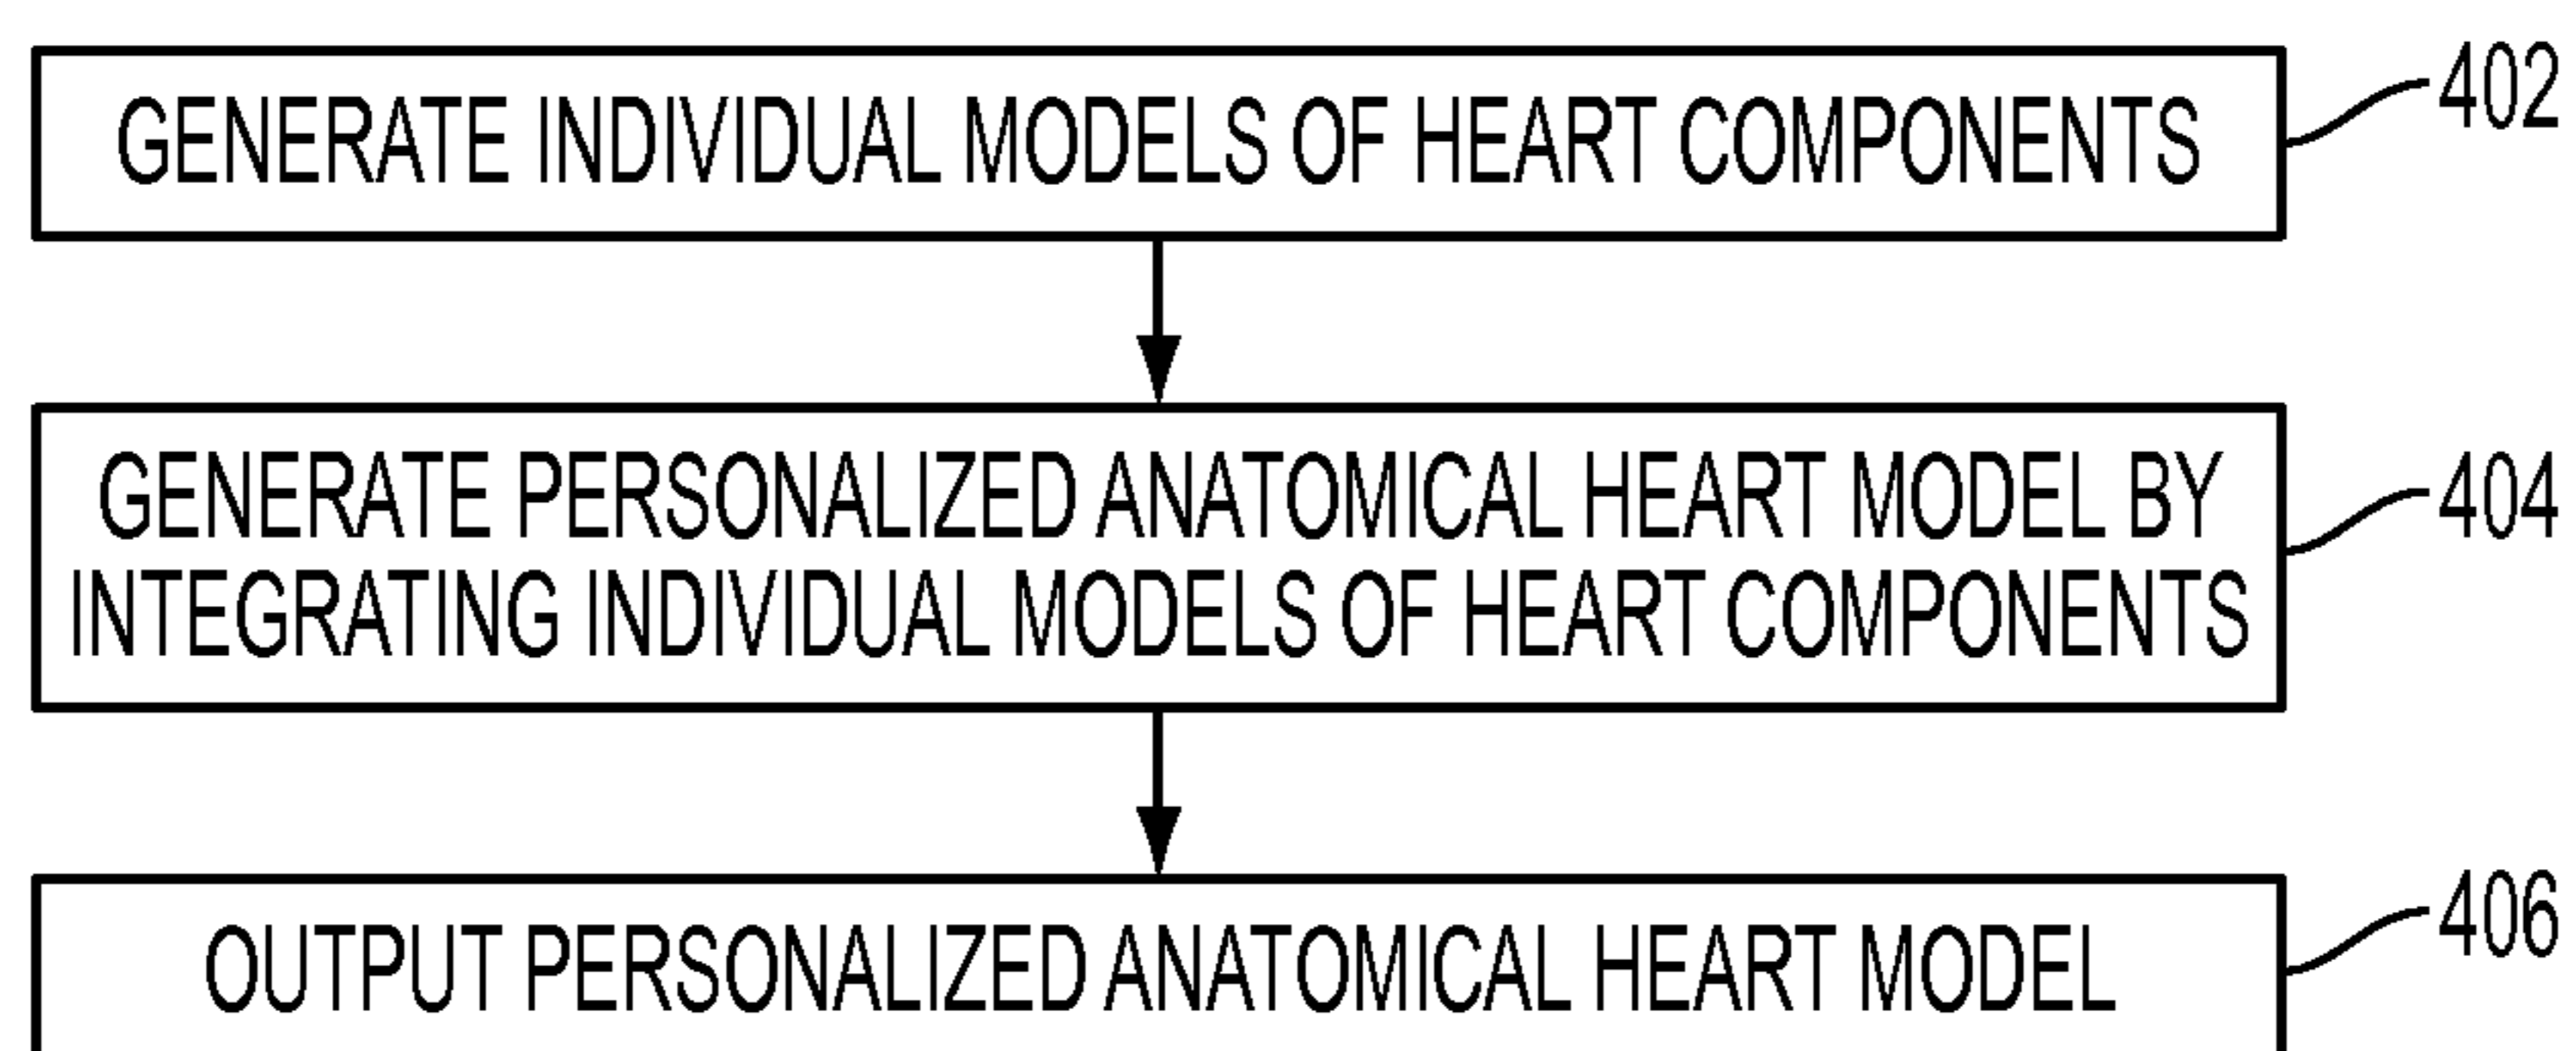 GENERATE INDIVIDUAL MODELS OF HEART COMPONENTS
402
GENERATE PERSONALIZED ANATOMICAL HEART MODEL BY
INTEGRATING INDIVIDUAL MODELS OF HEART COMPONENTS
404
OUTPUT PERSONALIZED ANATOMICAL HEART MODEL
406